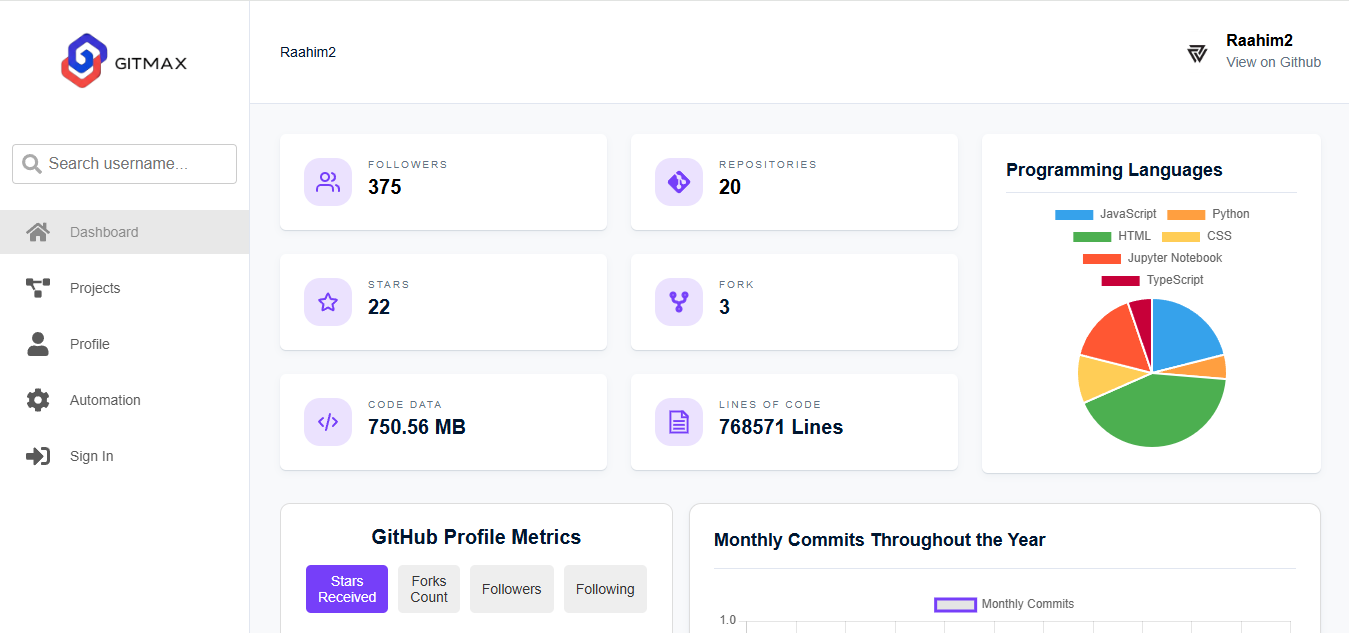 GITMAX
Search username...
Dashboard
Projects
Profile
Automation
Sign In
Raahim2
Raahim2
View on Github
FOLLOWERS
375
REPOSITORIES
20
STARS
22
FORK
3
CODE DATA
750.56 MB
LINES OF CODE
768571 Lines
Programming Languages
JavaScript Python
HTML CSS
Jupyter Notebook
TypeScript
GitHub Profile Metrics
Stars
Received
Forks
Count
Followers
Following
Monthly Commits Throughout the Year
Monthly Commits
1.0